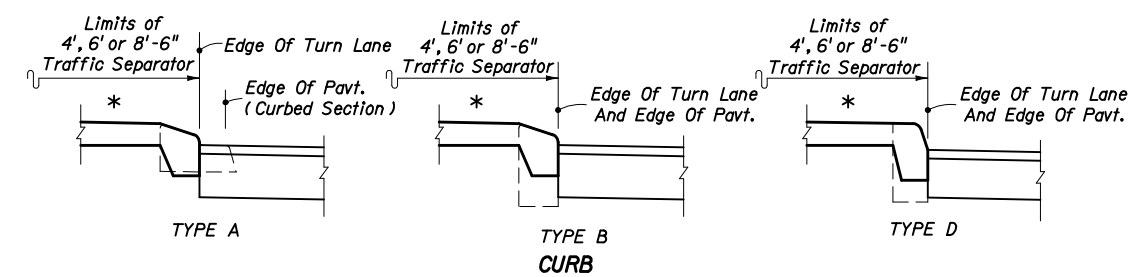 Limits of
4', 6' or 8'-6"
Traffic Separator
Edge Of Turn Lane
Edge Of Pavt.
(Curbed Section)
*
TYPE A
Limits of
4', 6' or 8'-6"
Traffic Separator
Edge Of Turn Lane
And Edge Of Pavt.
*
TYPE B
Limits of
4', 6' or 8'-6"
Traffic Separator
Edge Of Turn Lane
And Edge Of Pavt.
*
TYPE D
CURB